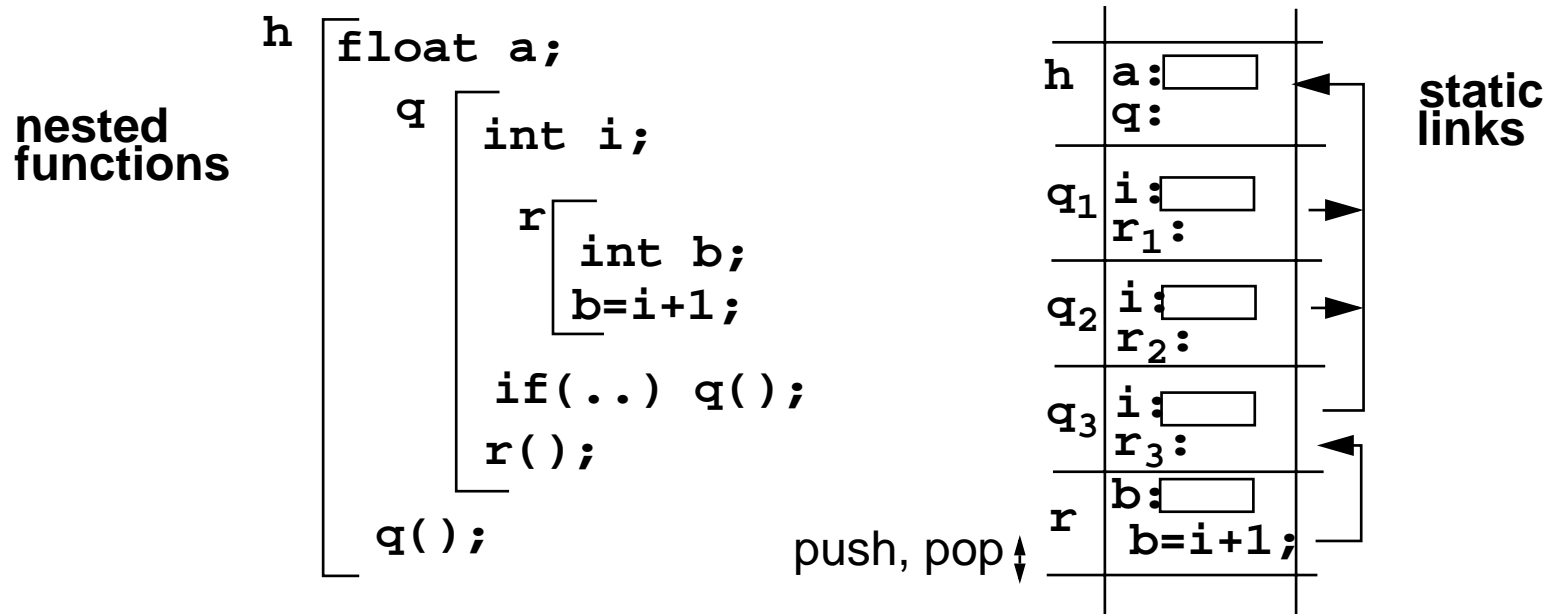 nested
functions
h
float a;
q
int i;
r
int b;
b=i+1;
if(..) q();
r();
q();
push, pop
h
a:
q:
q1
i:
r1:
q2
i:
r2:
q3
i:
r3:
r
b:
b=i+1;
static
links